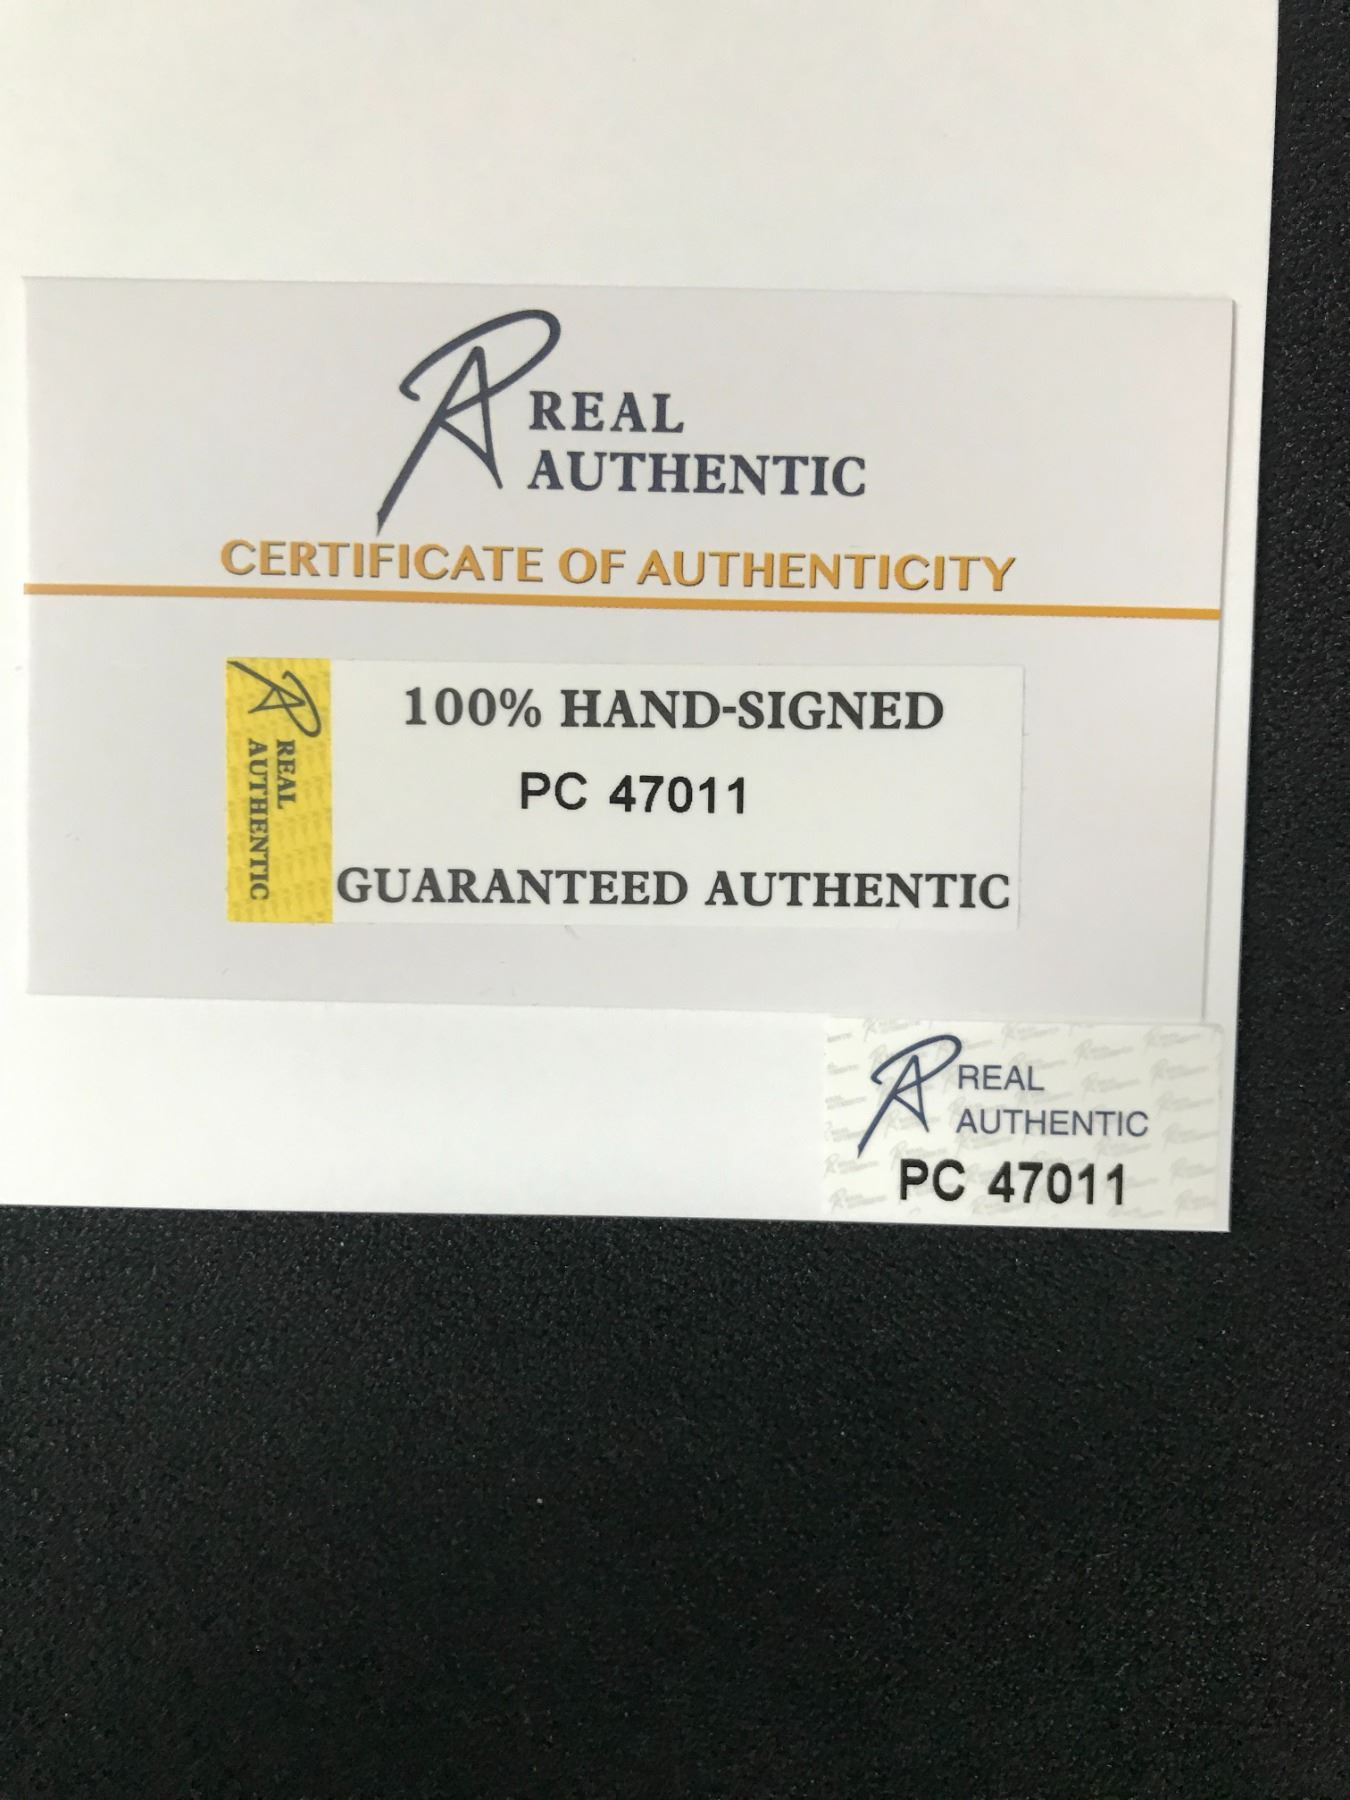 REAL
AUTHENTIC
CERTIFICATE OF AUTHENTICITY
REAL
AUTHENTIC
100% HAND-SIGNED
PC 47011
GUARANTEED AUTHENTIC
REAL
AUTHENTIC
PC 47011